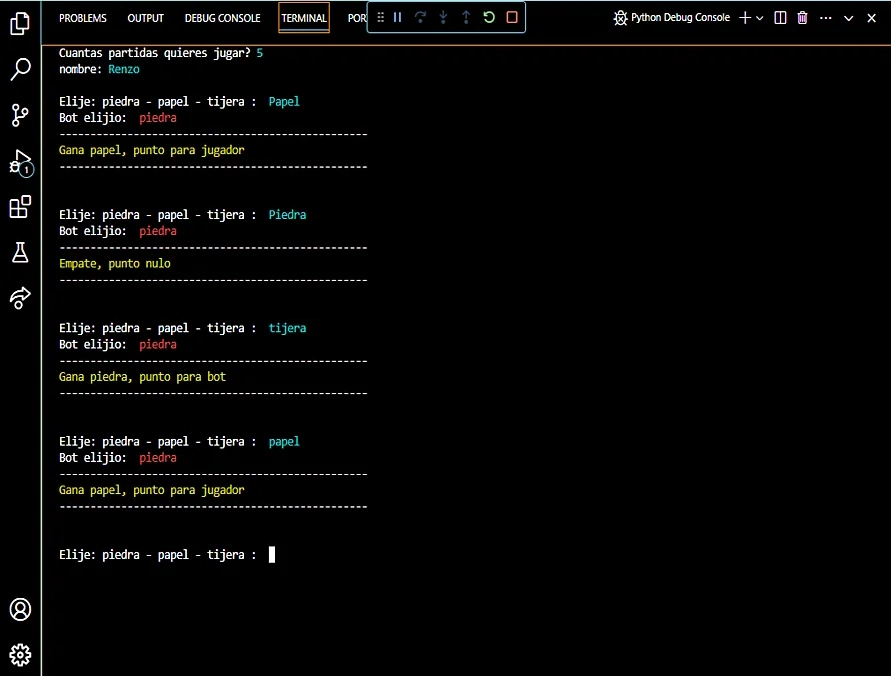 PROBLEMS OUTPUT DEBUG CONSOLE TERMINAL POR Python Debug Console
Cuantas partidas quieres jugar? 5
nombre: Renzo
Elije: piedra - papel - tijera : Papel
Bot elijio: piedra
--------------------------------------------------
Gana papel, punto para jugador
--------------------------------------------------
Elije: piedra - papel - tijera : Piedra
Bot elijio: piedra
--------------------------------------------------
Empate, punto nulo
--------------------------------------------------
Elije: piedra - papel - tijera : tijera
Bot elijio: piedra
--------------------------------------------------
Gana piedra, punto para bot
--------------------------------------------------
Elije: piedra - papel - tijera : papel
Bot elijio: piedra
--------------------------------------------------
Gana papel, punto para jugador
--------------------------------------------------
Elije: piedra - papel - tijera :
1